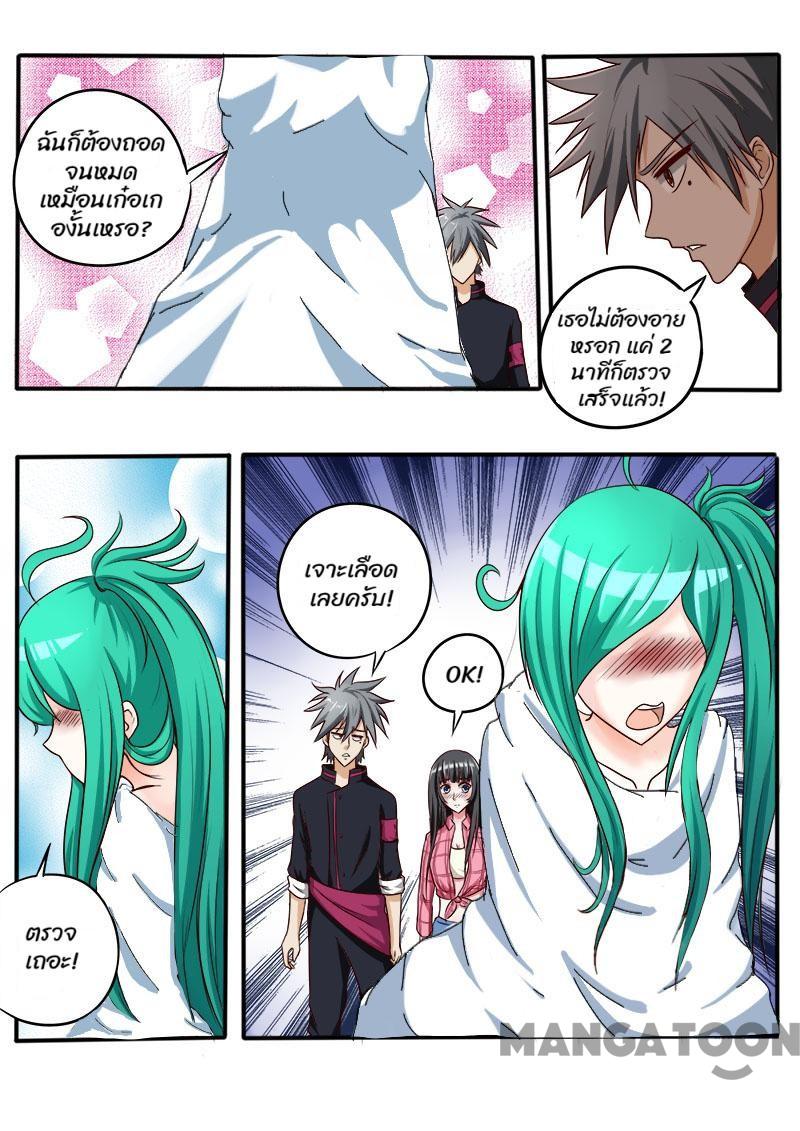 ฉันก็ต้องถอด
จนหมด
เหมือนเก๋อเก
องั้นเหรอ?
เธอไม่ต้องอาย
หรอก แค่ 2
นาทีก็ตรวจ
เสร็จแล้ว!
ตรวจ
เถอะ!
เจาะเลือด
เลยครับ!
OK!
MANGATOON